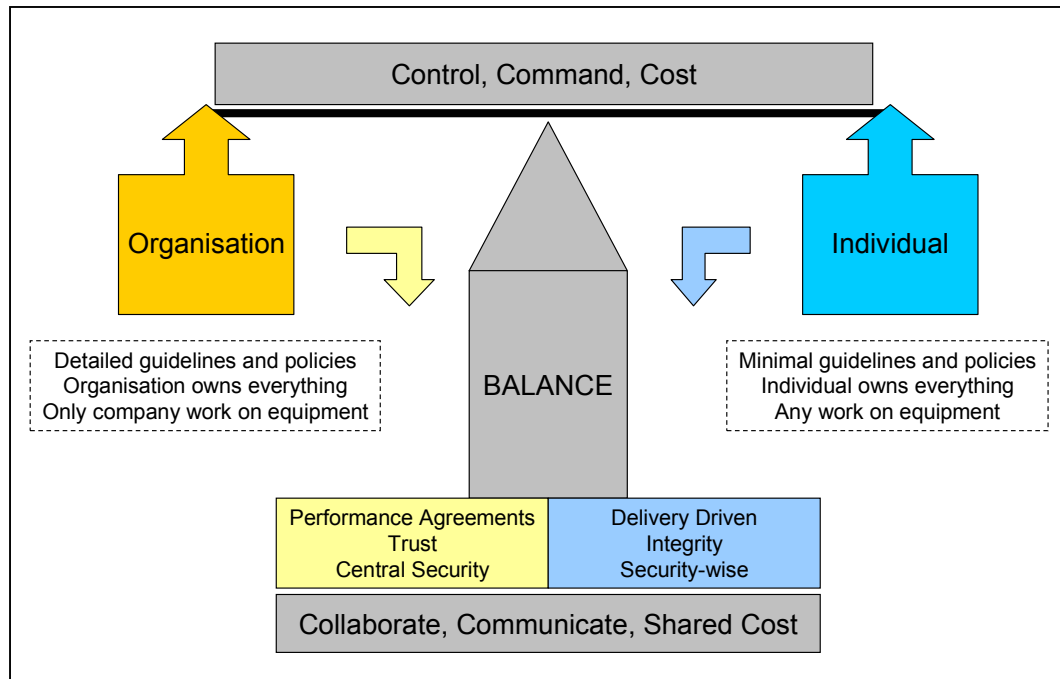 Control, Command, Cost
Organisation
Individual
Detailed guidelines and policies
Organisation owns everything
Only company work on equipment
BALANCE
Minimal guidelines and policies
Individual owns everything
Any work on equipment
Performance Agreements
Trust
Central Security
Delivery Driven
Integrity
Security-wise
Collaborate, Communicate, Shared Cost